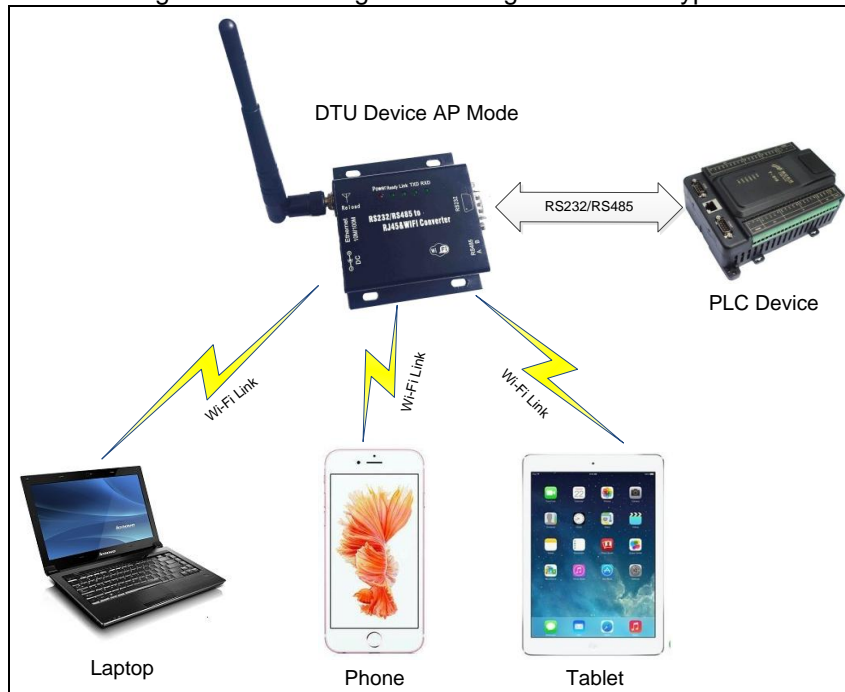 DTU Device AP Mode
Power Ready Link TXD RXD
Reload
Ethernet
10M/100M
DC
RS232/RS485 to
RJ45&WIFI Converter
RS232
RS485
A B
RS232/RS485
PLC Device
Wi-Fi Link
Wi-Fi Link
Wi-Fi Link
Laptop
Phone
Tablet